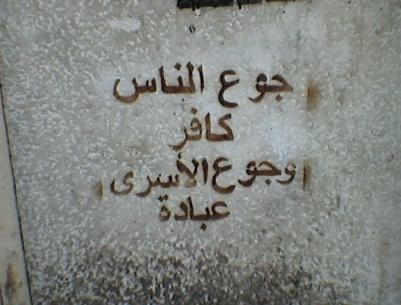 جوع الناس
كافر
وجوع الأسرى
عبادة